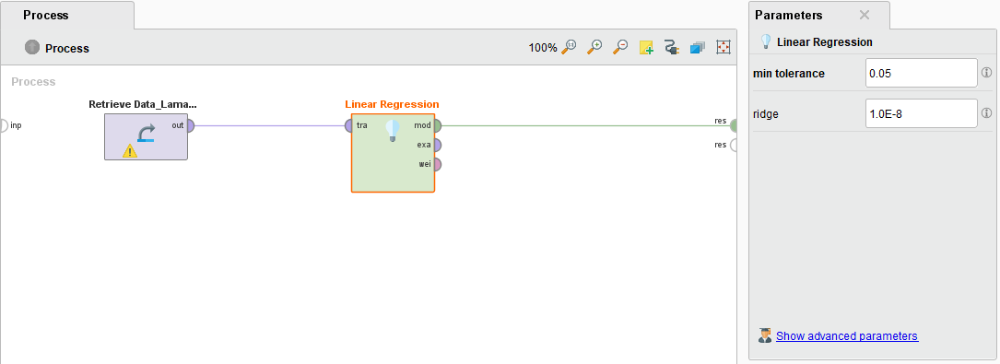 Process
Process
100%
Process
Retrieve Data_Lama...
inp
out
Linear Regression
tra
mod
exa
wei
res
res
Parameters
Linear Regression
min tolerance
0.05
ridge
1.0E-8
Show advanced parameters